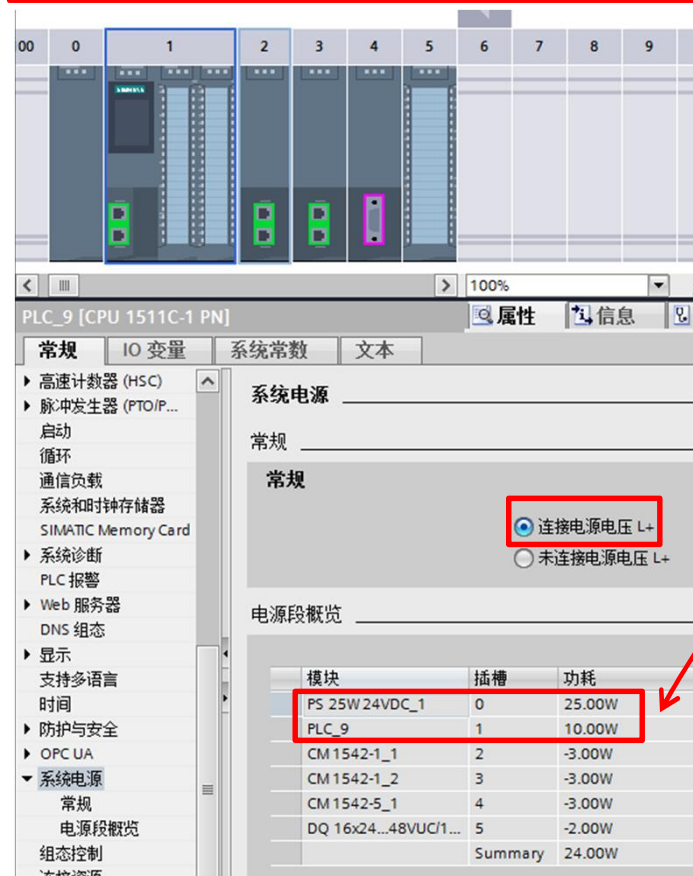 00 0 1 2 3 4 5 6 7 8 9
SIEMENS
100%
PLC_9 [CPU 1511C-1 PN]
属性 信息
常规 IO 变量 系统常数 文本
高速计数器 (HSC)
脉冲发生器 (PTO/P...
启动
循环
通信负载
系统和时钟存储器
SIMATIC Memory Card
系统诊断
PLC 报警
Web 服务器
DNS 组态
显示
支持多语言
时间
防护与安全
OPC UA
系统电源
常规
电源段概览
组态控制
连接资源
系统电源
常规
常规
连接电源电压 L+
未连接电源电压 L+
电源段概览
模块 插槽 功耗
PS 25W 24VDC_1 0 25.00W
PLC_9 1 10.00W
CM 1542-1_1 2 -3.00W
CM 1542-1_2 3 -3.00W
CM 1542-5_1 4 -3.00W
DQ 16x24...48VUC/1... 5 -2.00W
Summary 24.00W